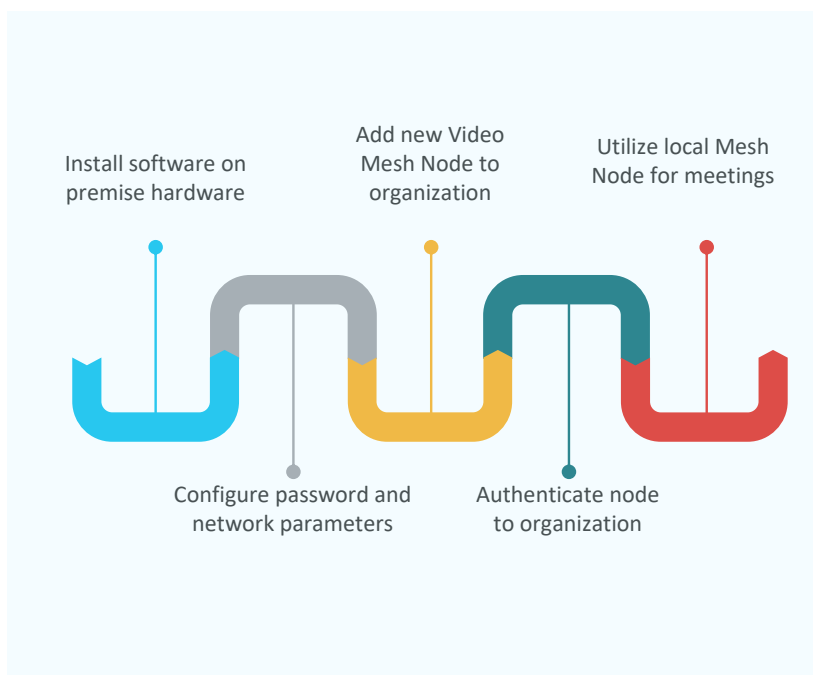 Install software on
premise hardware
Configure password and
network parameters
Add new Video
Mesh Node to
organization
Authenticate node
to organization
Utilize local Mesh
Node for meetings